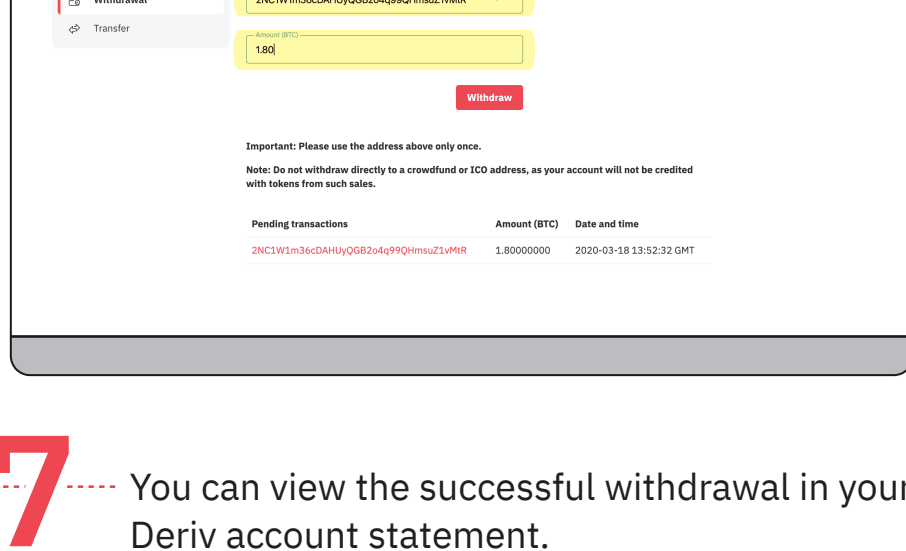 Withdrawal
2NC1W1m36cDAHUyQGB2o4q99QHmsuZ1vMtR
Transfer
Amount (BTC)
1.80
Withdraw
Important: Please use the address above only once.
Note: Do not withdraw directly to a crowdfund or ICO address, as your account will not be credited
with tokens from such sales.
Pending transactions Amount (BTC) Date and time
2NC1W1m36cDAHUyQGB2o4q99QHmsuZ1vMtR 1.80000000 2020-03-18 13:52:32 GMT
7
You can view the successful withdrawal in your
Deriv account statement.